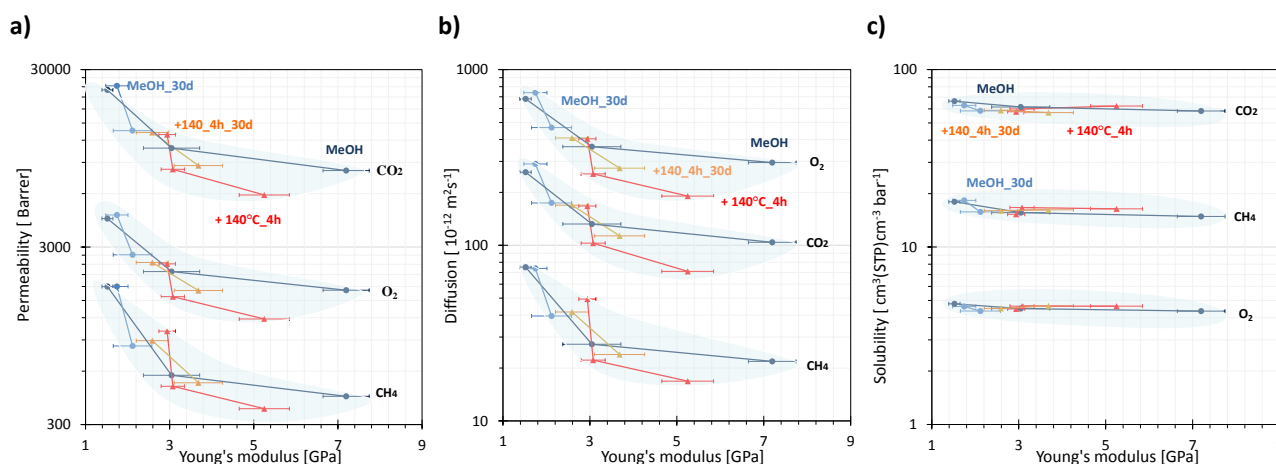 a)
30000
3000
300
Permeability [ Barrer]
MeOH_30d
+140_4h_30d
MeOH
CO2
+ 140°C_4h
O2
CH4
1 3 5 7 9
Young's modulus [GPa]
b)
1000
100
10
Diffusion [10-12 m2s-1]
MeOH_30d
MeOH
O2
+140_4h_30d
+ 140°C_4h
CO2
CH4
1 3 5 7 9
Young's modulus [GPa]
c)
100
10
1
Solubility [ cm3(STP)cm-3 bar-1]
MeOH
CO2
+140_4h_30d
+ 140°C_4h
MeOH_30d
CH4
O2
1 3 5 7 9
Young's modulus [GPa]